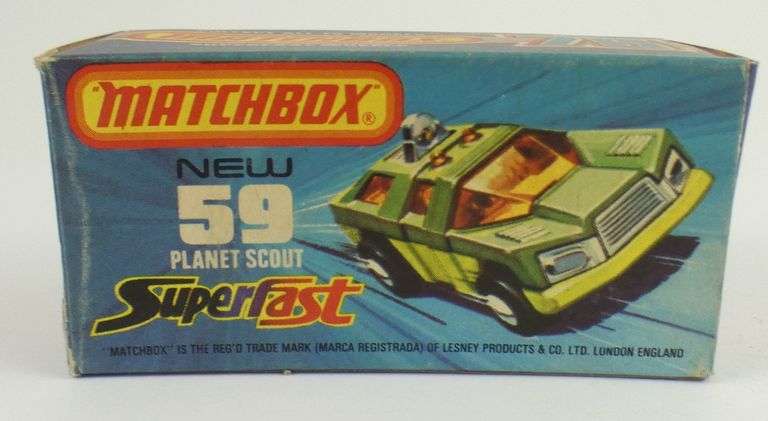 "MATCHBOX"®
NEW
59
PLANET SCOUT
Superfast
"MATCHBOX" IS THE REG'D TRADE MARK (MARCA REGISTRADA) OF LESNEY PRODUCTS & CO. LTD. LONDON ENGLAND